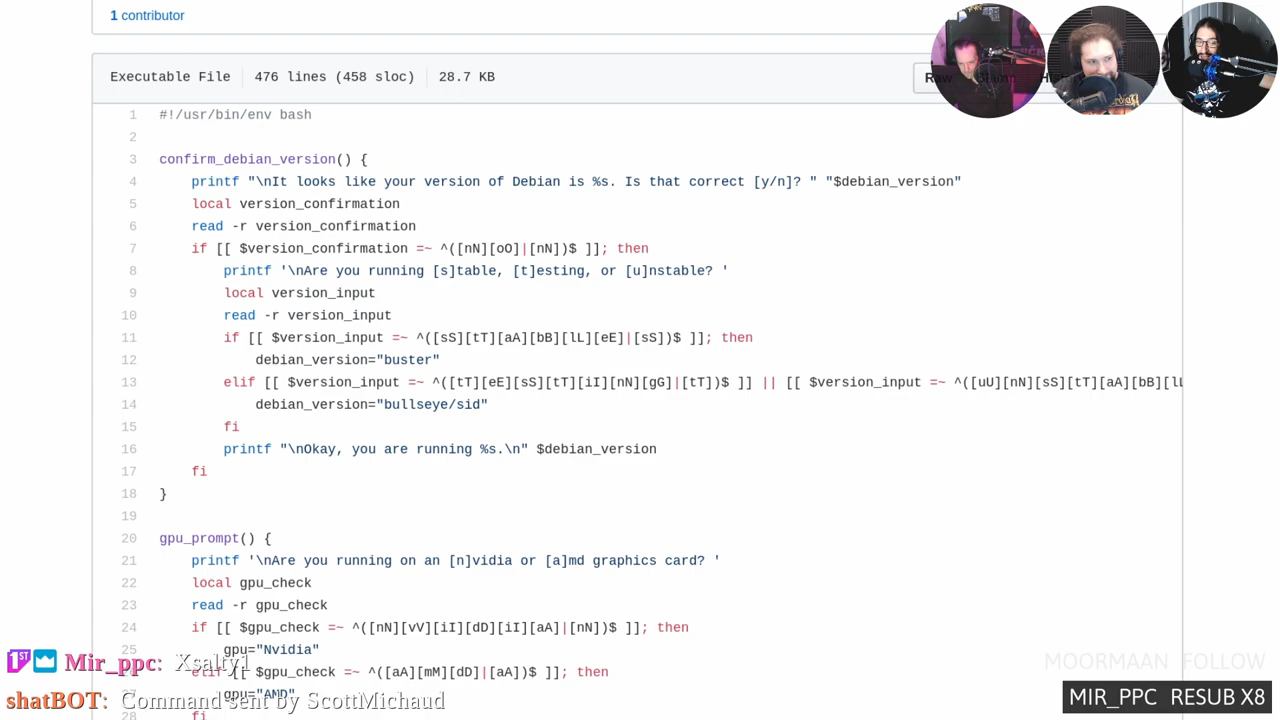 1 contributor
Executable File 476 lines (458 sloc) 28.7 KB
Raw
1 #!/usr/bin/env bash
2
3 confirm_debian_version() {
4 printf "\nIt looks like your version of Debian is %s. Is that correct [y/n]? " "$debian_version"
5 local version_confirmation
6 read -r version_confirmation
7 if [[ $version_confirmation =~ ^([nN][oO]|[nN])$ ]]; then
8 printf '\nAre you running [s]table, [t]esting, or [u]nstable? '
9 local version_input
10 read -r version_input
11 if [[ $version_input =~ ^([sS][tT][aA][bB][lL][eE]|[sS])$ ]]; then
12 debian_version="buster"
13 elif [[ $version_input =~ ^([tT][eE][sS][tT][iI][nN][gG]|[tT])$ ]] || [[ $version_input =~ ^([uU][nN][sS][tT][aA][bB][lL
14 debian_version="bullseye/sid"
15 fi
16 printf "\nOkay, you are running %s.\n" $debian_version
17 fi
18 }
19
20 gpu_prompt() {
21 printf '\nAre you running on an [n]vidia or [a]md graphics card? '
22 local gpu_check
23 read -r gpu_check
24 if [[ $gpu_check =~ ^([nN][vV][iI][dD][iI][aA]|[nN])$ ]]; then
25 gpu="Nvidia"
elif [[ $gpu_check =~ ^([aA][mM][dD]|[aA])$ ]]; then
27 gpu="AMD"
28 fi
1ST Mir_ppc: Xsalty1
shatBOT: Command sent by ScottMichaud
MOORMAAN FOLLOW
MIR_PPC RESUB X8